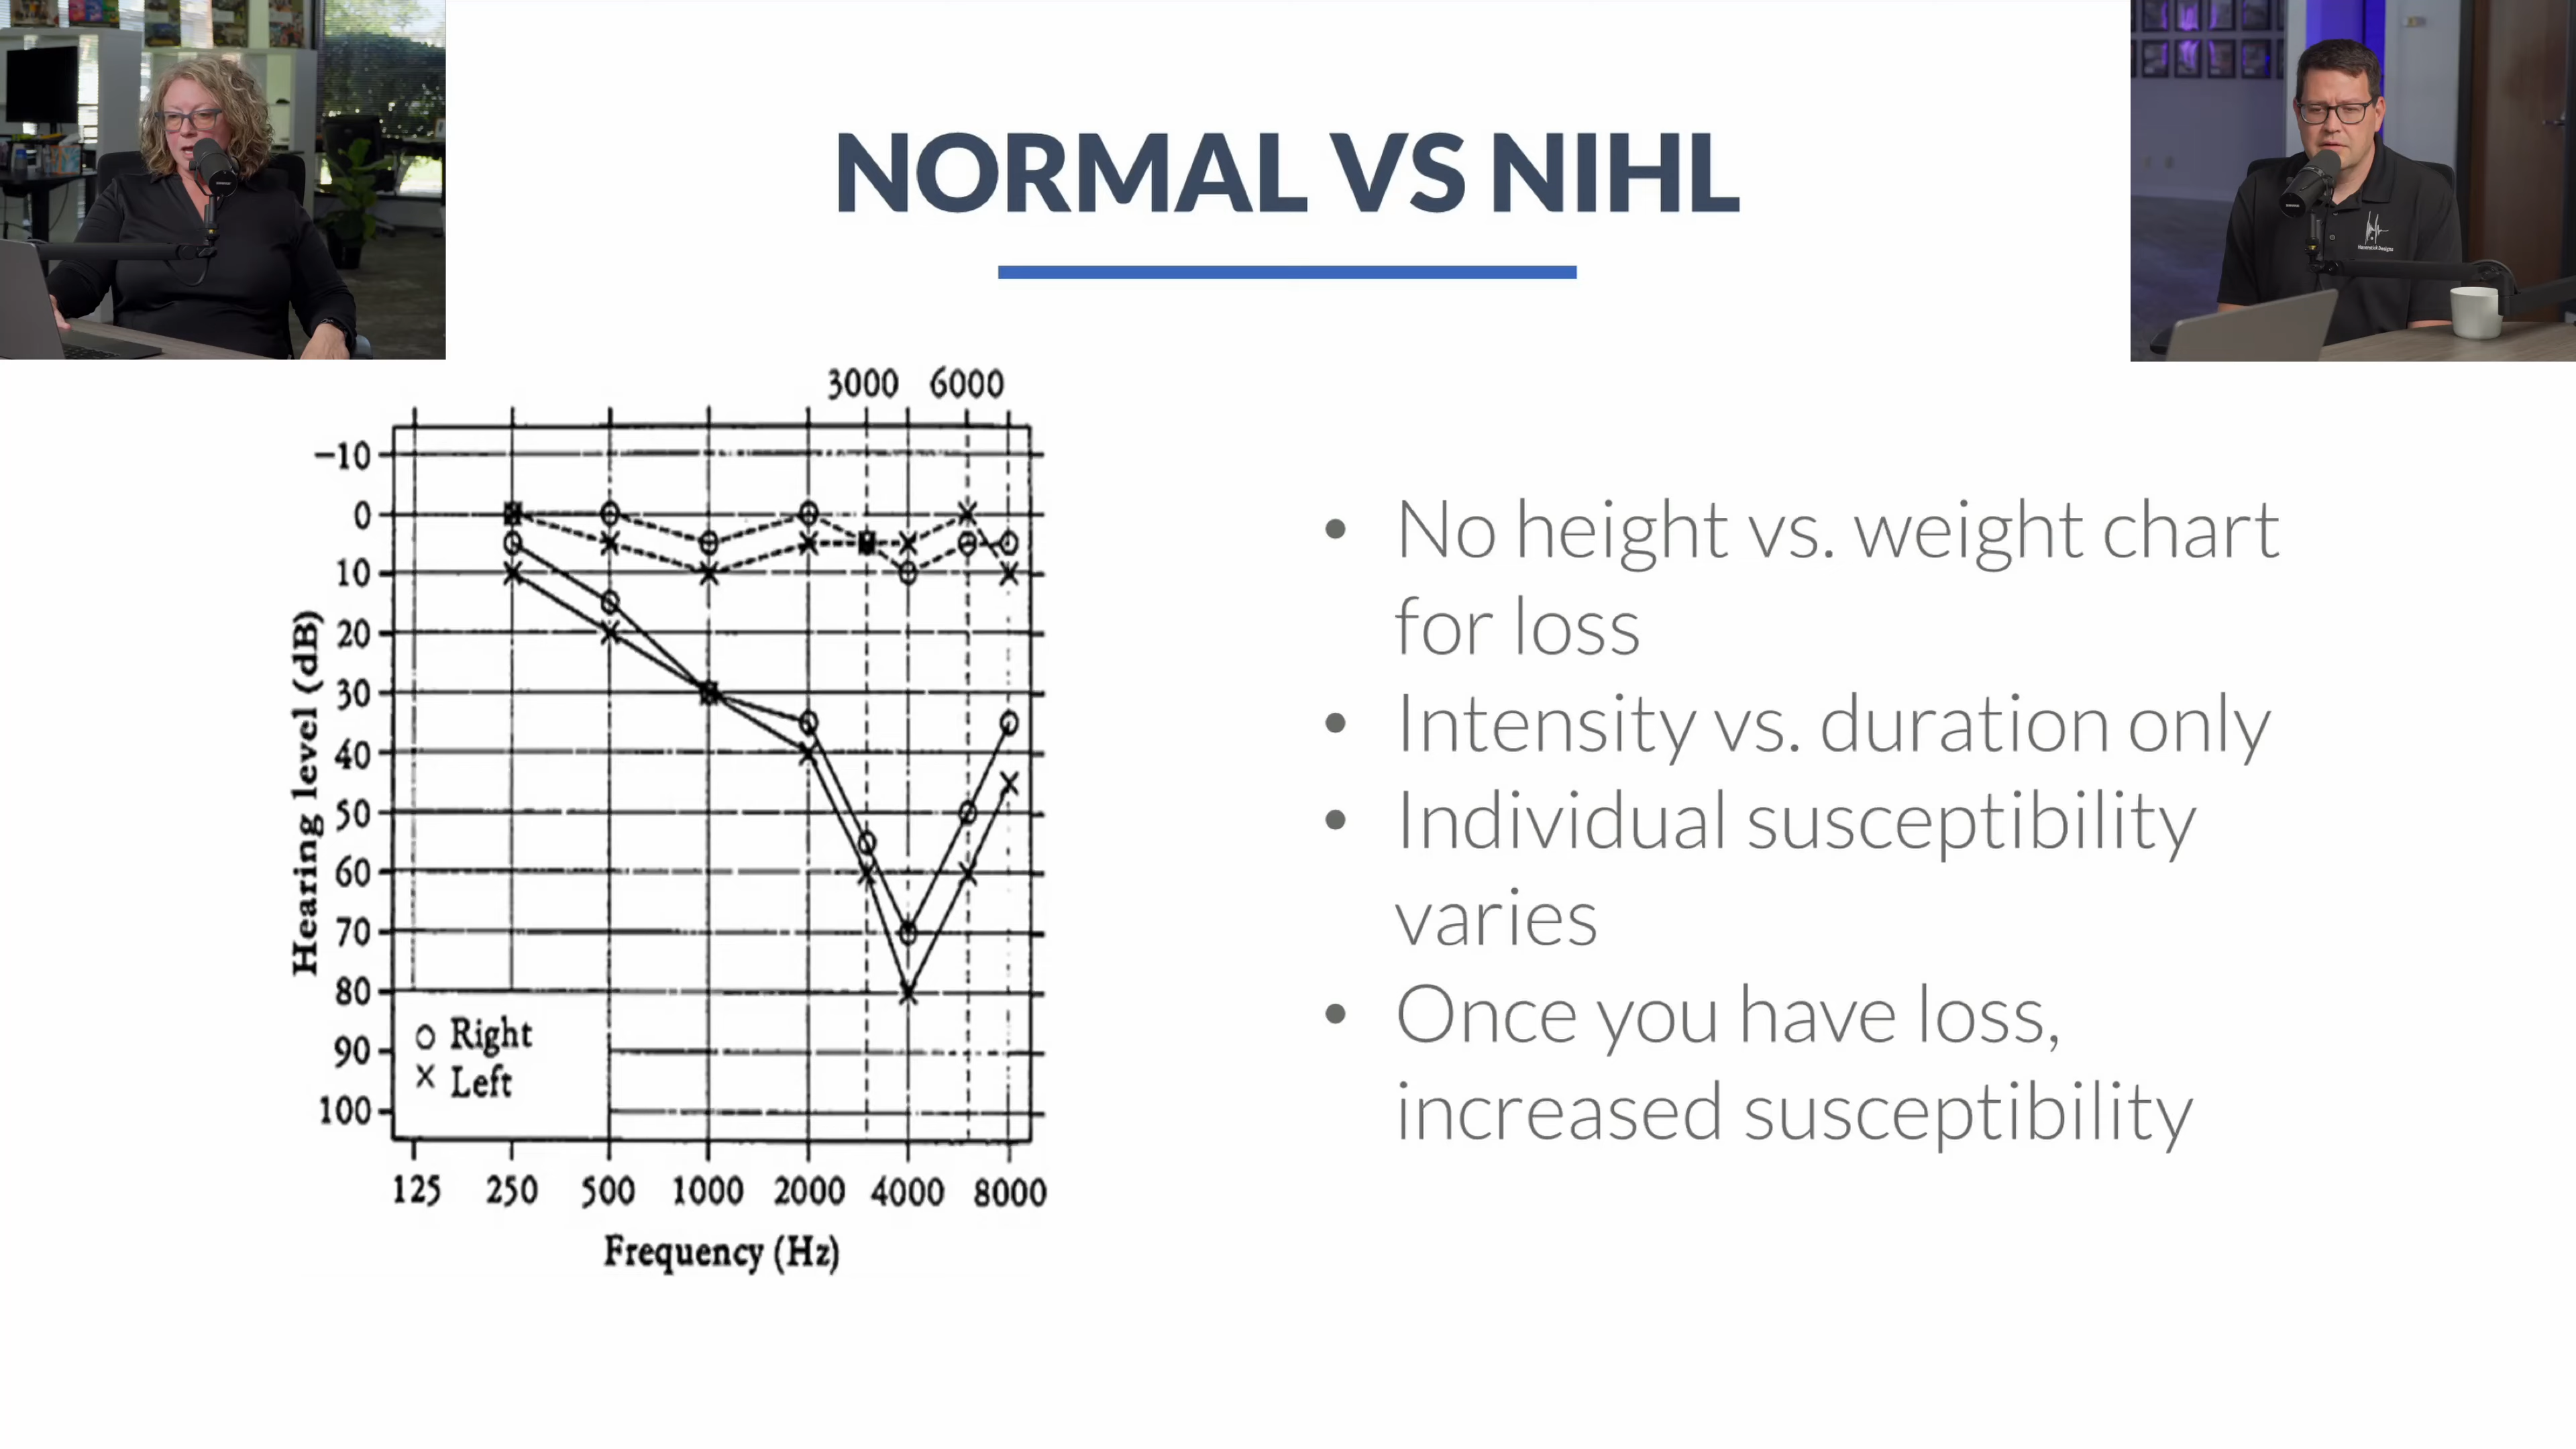 NORMAL VS NIHL
3000 6000
-10
0
10
20
30
40
50
60
70
80
90
100
Hearing level (dB)
O Right
X Left
125 250 500 1000 2000 4000 8000
Frequency (Hz)
• No height vs. weight chart
for loss
• Intensity vs. duration only
• Individual susceptibility
varies
• Once you have loss,
increased susceptibility